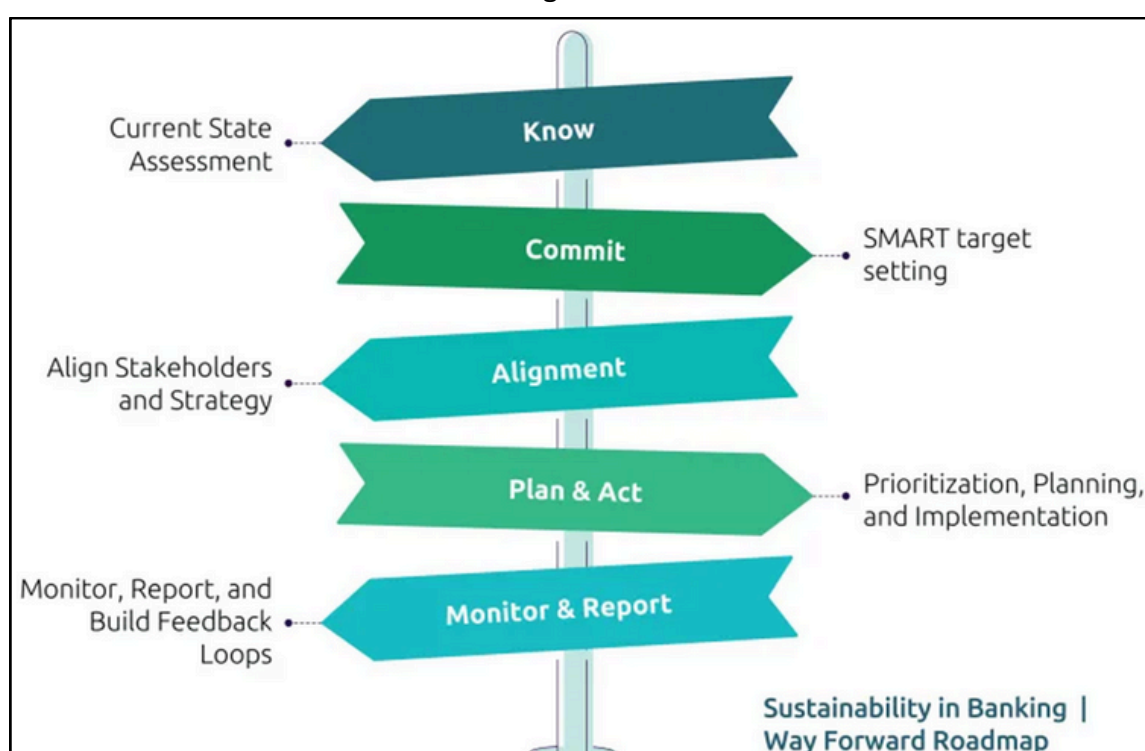 Know
Current State
Assessment
Commit
SMART target
setting
Alignment
Align Stakeholders
and Strategy
Plan & Act
Prioritization, Planning,
and Implementation
Monitor & Report
Monitor, Report, and
Build Feedback
Loops
Sustainability in Banking |
Way Forward Roadmap